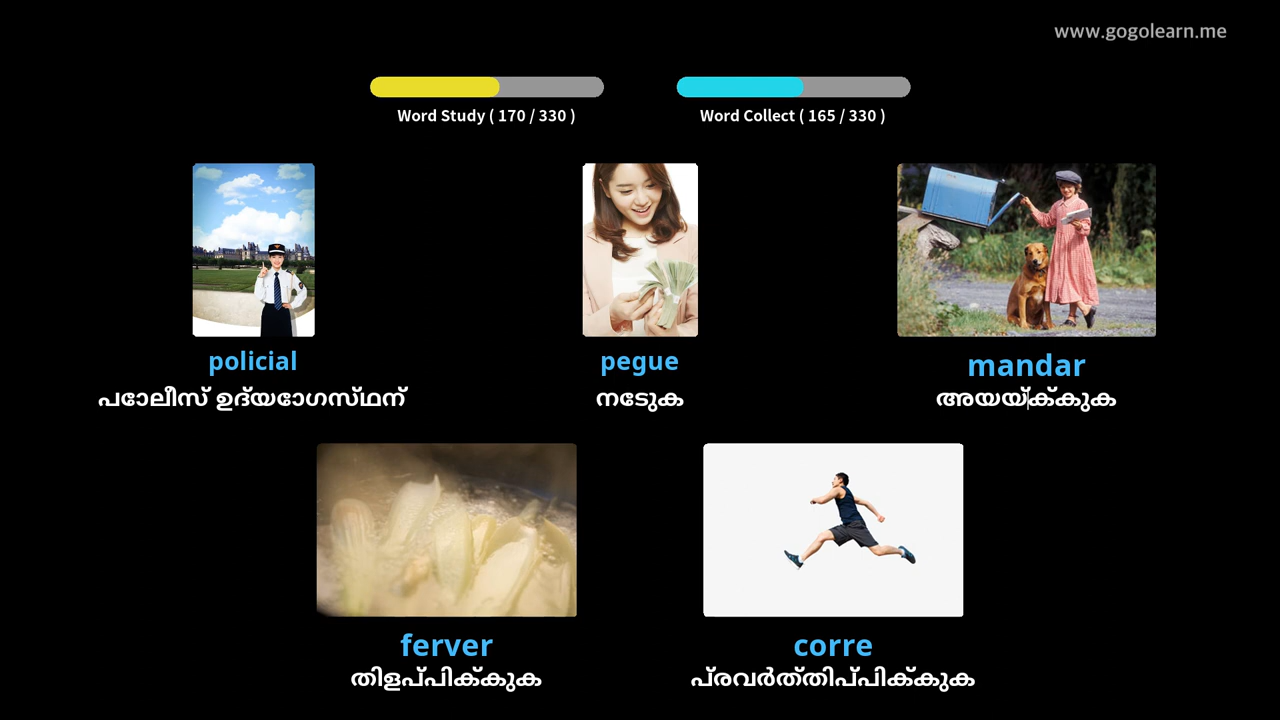 www.gogolearn.me
Word Study ( 170 / 330 )
Word Collect ( 165 / 330 )
policial
പോലീസ് ഉദ്യോഗസ്ഥന്
pegue
നേടുക
mandar
അയയ്ക്കുക
ferver
തിളപ്പിക്കുക
corre
പ്രവർത്തിപ്പിക്കുക